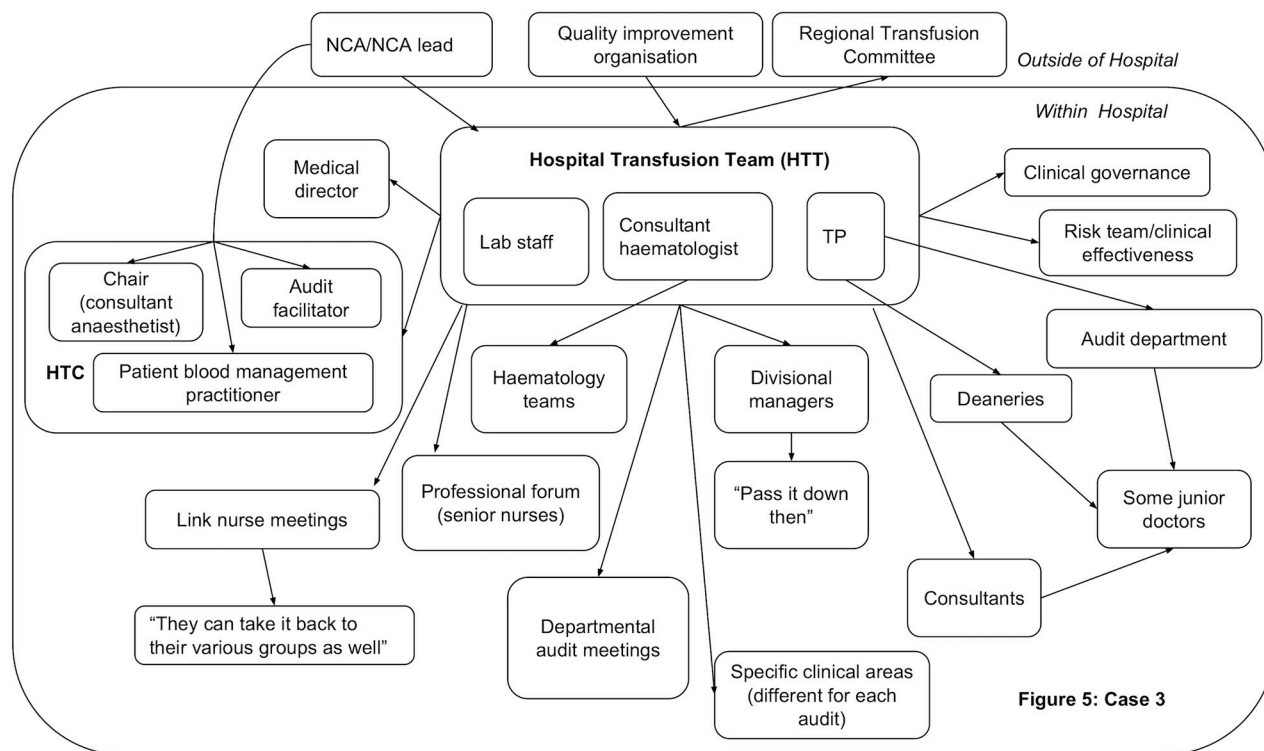 NCA/NCA lead
Quality improvement
organisation
Regional Transfusion
Committee
Outside of Hospital
Within Hospital
Hospital Transfusion Team (HTT)
Medical
director
Lab staff
Consultant
haematologist
TP
Clinical governance
Risk team/clinical
effectiveness
Chair
(consultant
anaesthetist)
Audit
facilitator
HTC
Patient blood management
practitioner
Haematology
teams
Divisional
managers
Audit department
Deaneries
Link nurse meetings
Professional forum
(senior nurses)
“Pass it down
then”
Some junior
doctors
“They can take it back to
their various groups as well”
Departmental
audit meetings
Consultants
Specific clinical areas
(different for each
audit)
Figure 5: Case 3